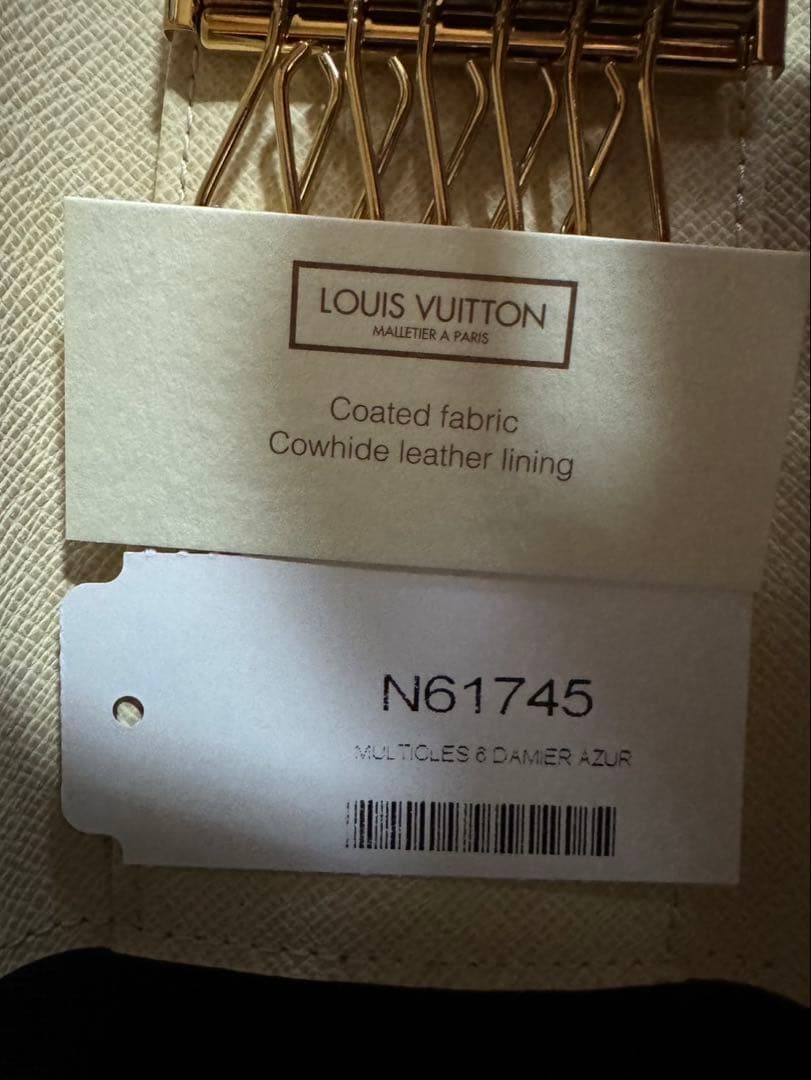 LOUIS VUITTON
MALLETIER A PARIS
Coated fabric
Cowhide leather lining
N61745
MULTICLES 6 DAMIER AZUR